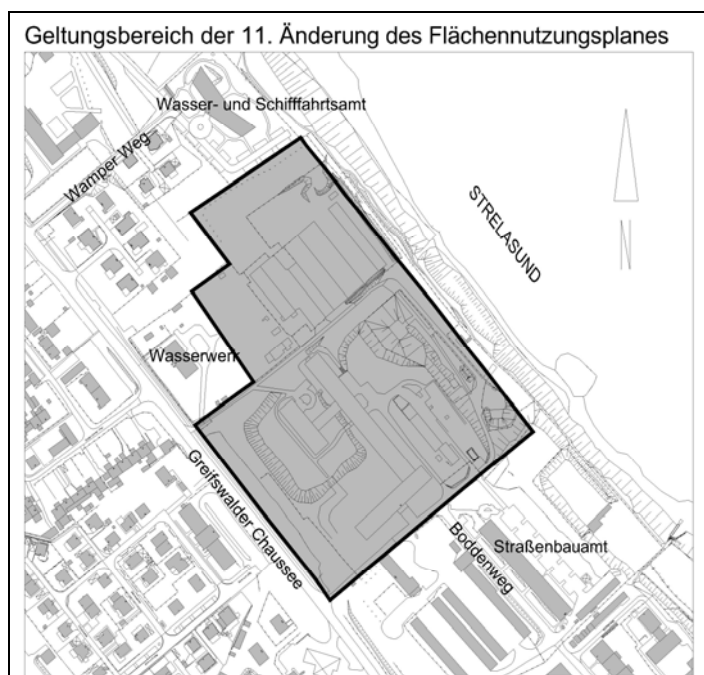 Geltungsbereich der 11. Änderung des Flächennutzungsplanes
Wasser- und Schifffahrtsamt
Wamper Weg
STRELASUND
N
Wasserwerk
Greifswalder Chaussee
Boddenweg
Straßenbauamt